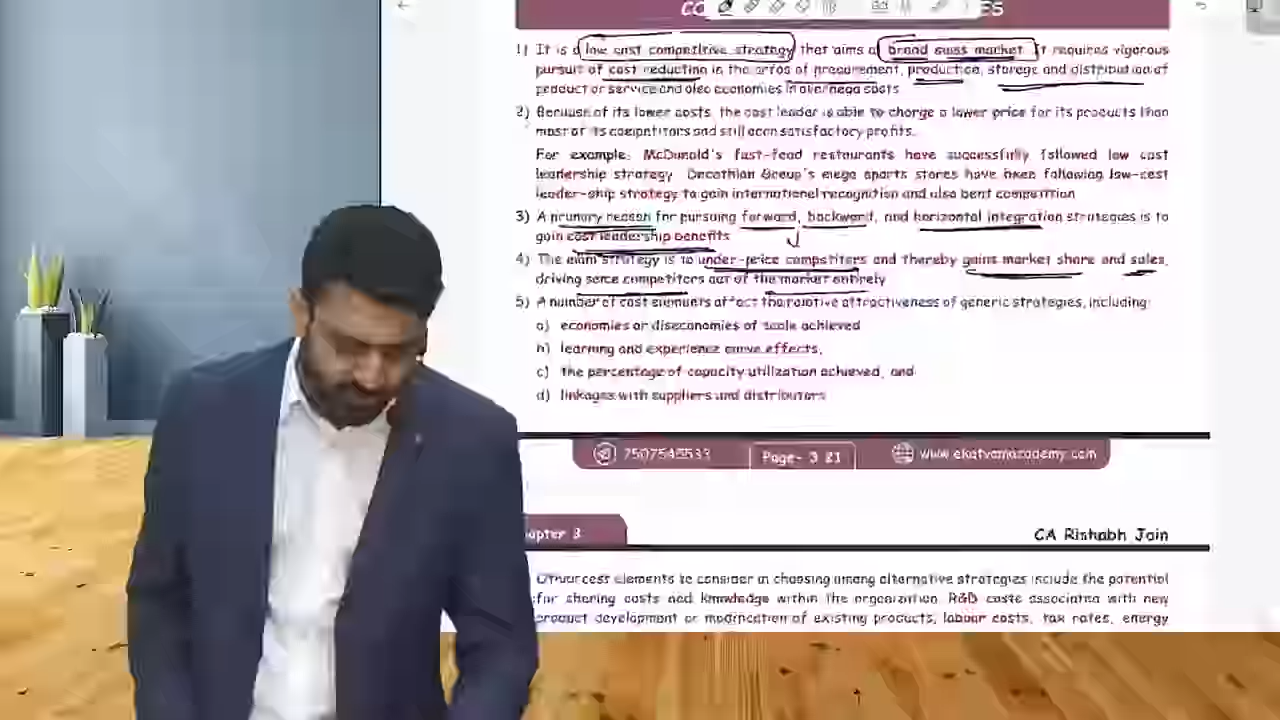 1) It is a low cost competitive strategy that aims a broad mass market. It requires vigorous
pursuit of cost reduction in the areas of procurement, production, storage and distribution of
product or service and also economies in overhead costs
2) Because of its lower costs, the cost leader is able to charge a lower price for its products than
most of its competitors and still earn satisfactory profits.
For example: McDonald's fast-food restaurants have successfully followed low cost
leadership strategy. Decathlon Group's mega sports stores have been following low-cost
leader-ship strategy to gain international recognition and also beat competition
3) A primary reason for pursuing forward, backward, and horizontal integration strategies is to
gain cost leadership benefits
4) The main strategy is to under-price competitors and thereby gains market share and sales,
driving some competitors out of the market entirely
5) A number of cost elements affect the relative attractiveness of generic strategies, including:
a) economies or diseconomies of scale achieved
b) learning and experience curve effects,
c) the percentage of capacity utilization achieved, and
d) linkages with suppliers and distributors
Page- 3 21
www.ekatvamacademy.com
apter 3
CA Rishabh Jain
Other cost elements to consider in choosing among alternative strategies include the potential
for sharing costs and knowledge within the organization, R&D costs associated with new
product development or modification of existing products, labour costs, tax rates, energy